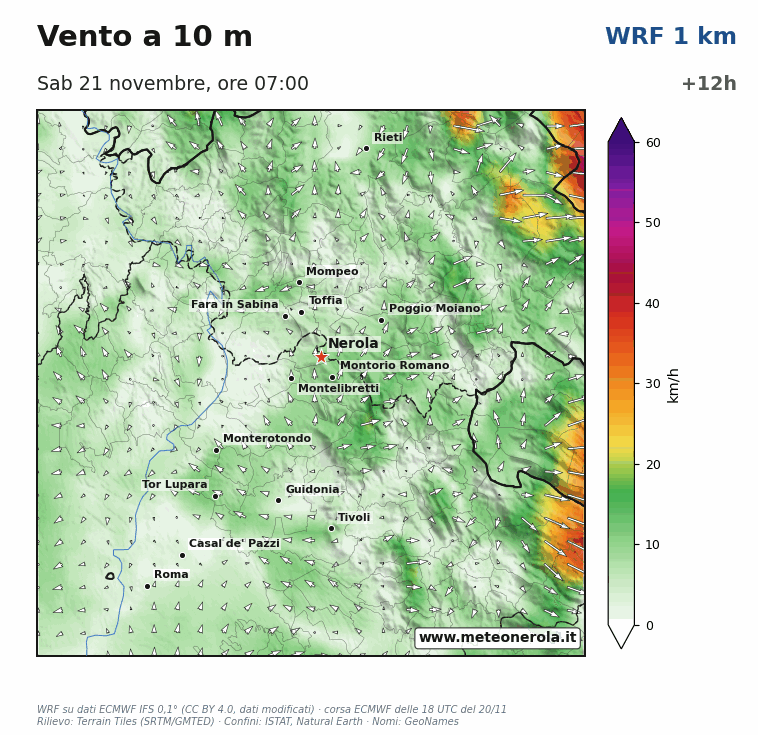 Vento a 10 m
WRF 1 km
Sab 21 novembre, ore 07:00
+12h
Rieti
Mompeo
Fara in Sabina
Toffia
Poggio Moiano
Nerola
Montorio Romano
Montelibretti
Monterotondo
Tor Lupara
Guidonia
Tivoli
Casal de' Pazzi
Roma
www.meteonerola.it
60
50
40
30
20
10
0
km/h
WRF su dati ECMWF IFS 0,1° (CC BY 4.0, dati modificati) · corsa ECMWF delle 18 UTC del 20/11
Rilievo: Terrain Tiles (SRTM/GMTED) · Confini: ISTAT, Natural Earth · Nomi: GeoNames